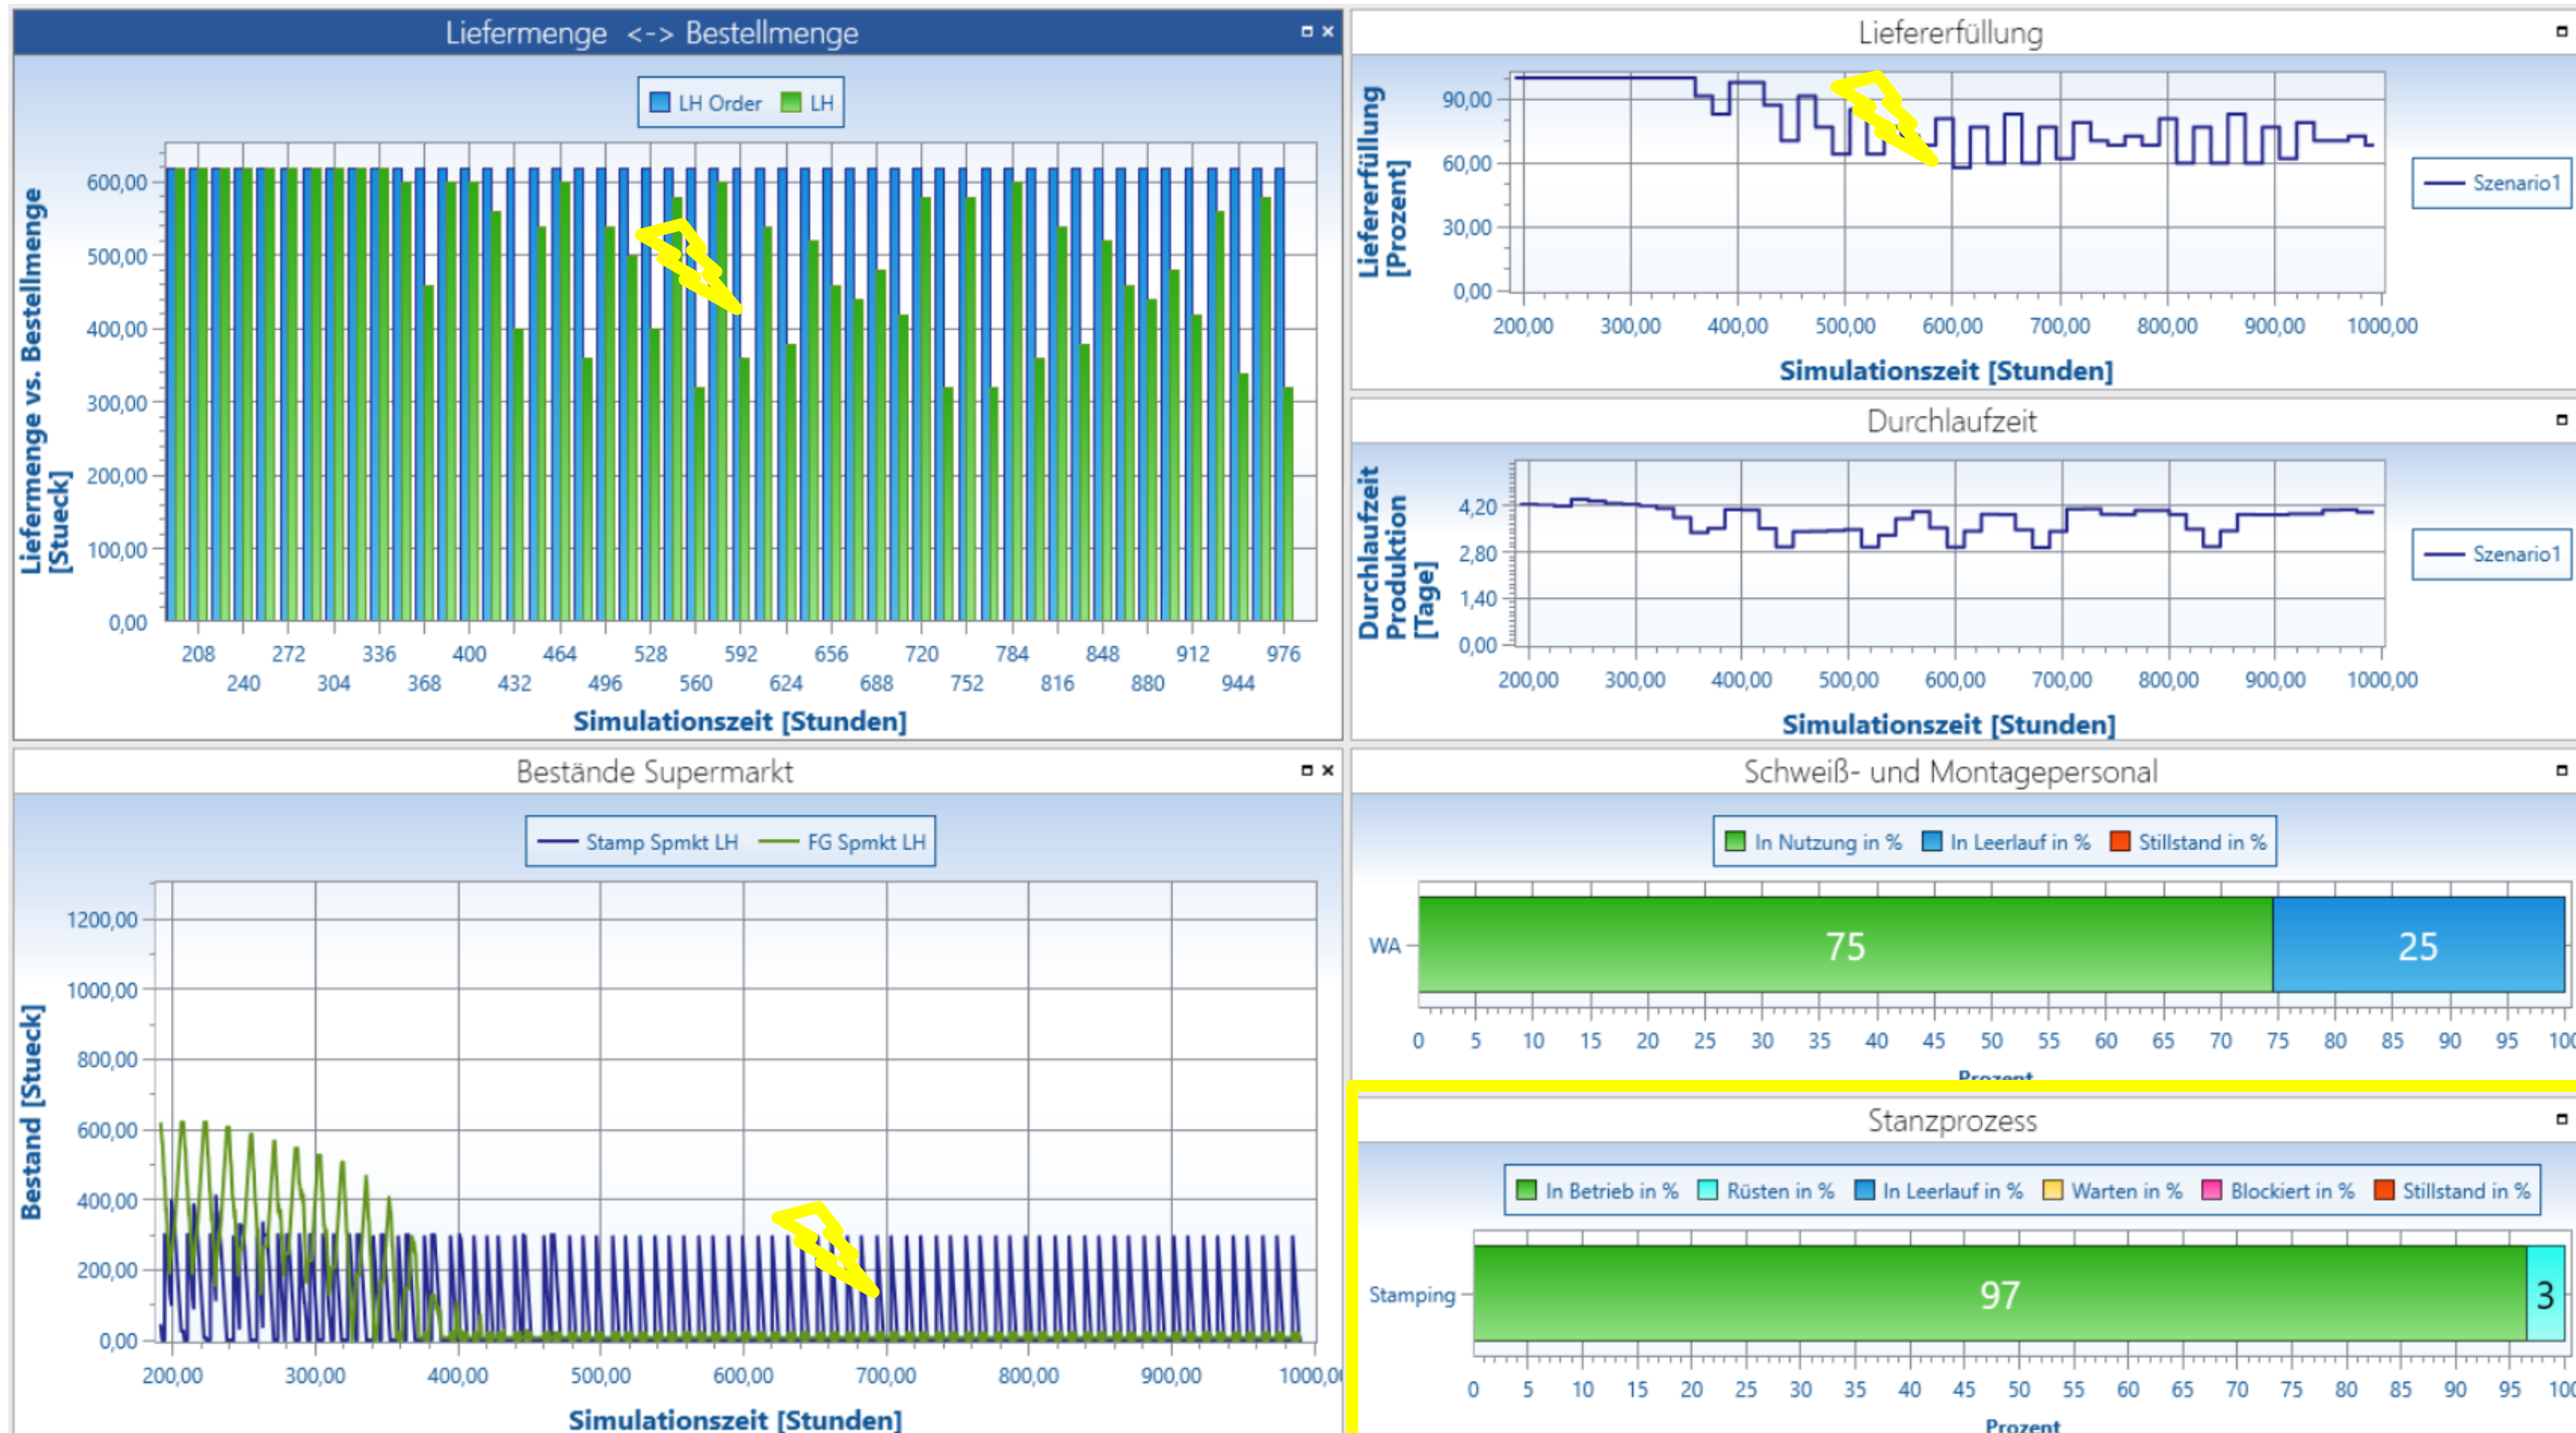 Liefermenge <-> Bestellmenge
LH Order LH
Liefermenge vs. Bestellmenge
[Stueck]
600,00
500,00
400,00
300,00
200,00
100,00
0,00
208 272 336 400 464 528 592 656 720 784 848 912 976
240 304 368 432 496 560 624 688 752 816 880 944
Simulationszeit [Stunden]
Liefererfüllung
Liefererfüllung
[Prozent]
90,00
60,00
30,00
0,00
200,00 300,00 400,00 500,00 600,00 700,00 800,00 900,00 1000,00
Simulationszeit [Stunden]
Szenario1
Durchlaufzeit
Durchlaufzeit
Produktion
[Tage]
4,20
2,80
1,40
0,00
200,00 300,00 400,00 500,00 600,00 700,00 800,00 900,00 1000,00
Simulationszeit [Stunden]
Szenario1
Bestände Supermarkt
Stamp Spmkt LH FG Spmkt LH
Bestand [Stueck]
1200,00
1000,00
800,00
600,00
400,00
200,00
0,00
200,00 300,00 400,00 500,00 600,00 700,00 800,00 900,00 1000,0
Simulationszeit [Stunden]
Schweiß- und Montagepersonal
In Nutzung in % In Leerlauf in % Stillstand in %
WA 75 25
0 5 10 15 20 25 30 35 40 45 50 55 60 65 70 75 80 85 90 95 100
Prozent
Stanzprozess
In Betrieb in % Rüsten in % In Leerlauf in % Warten in % Blockiert in % Stillstand in %
Stamping 97 3
0 5 10 15 20 25 30 35 40 45 50 55 60 65 70 75 80 85 90 95 100
Prozent